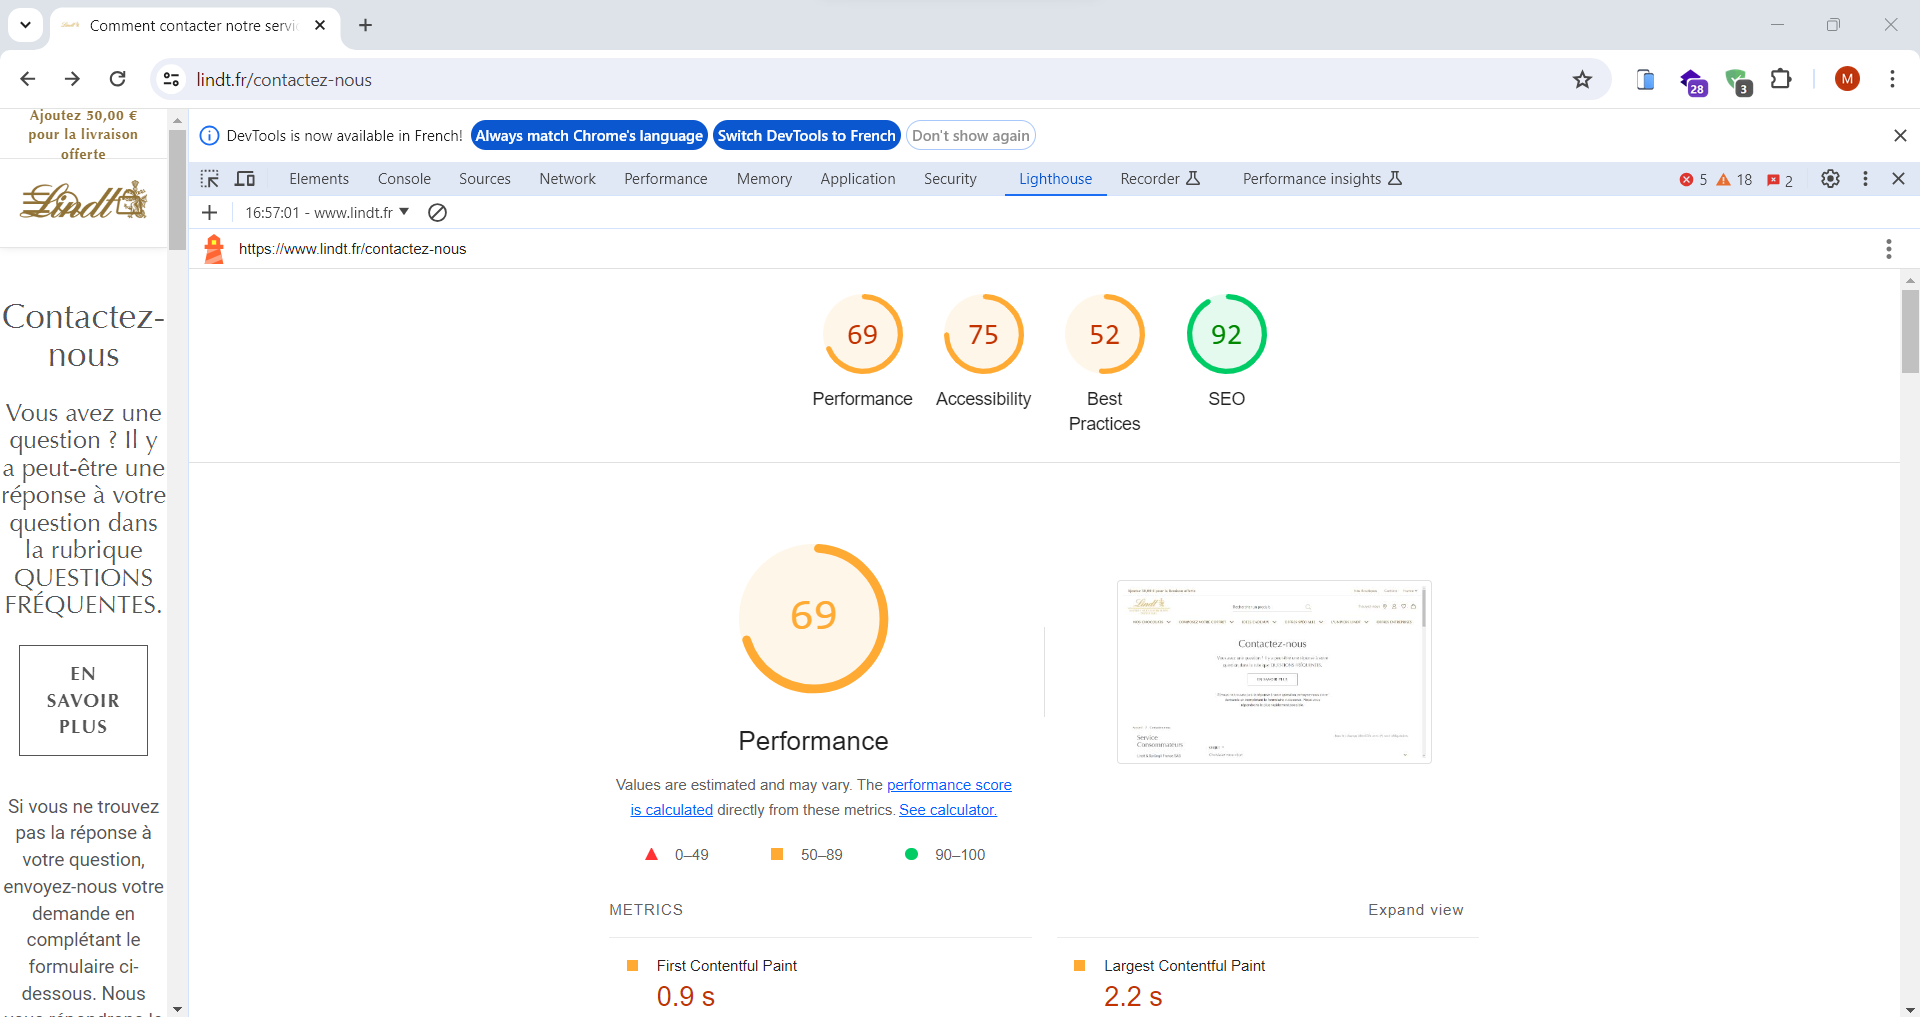 Comment contacter notre servi
lindt.fr/contactez-nous
28
3
M
Ajoutez 50,00 €
pour la livraison
offerte
Lindt
Contactez-
nous
Vous avez une
question ? Il y
a peut-être une
réponse à votre
question dans
la rubrique
QUESTIONS
FRÉQUENTES.
EN
SAVOIR
PLUS
Si vous ne trouvez
pas la réponse à
votre question,
envoyez-nous votre
demande en
complétant le
formulaire ci-
dessous. Nous
DevTools is now available in French! Always match Chrome's language Switch DevTools to French Don't show again
Elements Console Sources Network Performance Memory Application Security Lighthouse Recorder Performance insights 5 18 2
16:57:01 - www.lindt.fr
https://www.lindt.fr/contactez-nous
69 75 52 92
Performance Accessibility Best Practices SEO
69
Performance
Values are estimated and may vary. The performance score
is calculated directly from these metrics. See calculator.
0–49 50–89 90–100
Lindt
Contactez-nous
Service
Consommateurs
METRICS Expand view
First Contentful Paint
0.9 s
Largest Contentful Paint
2.2 s